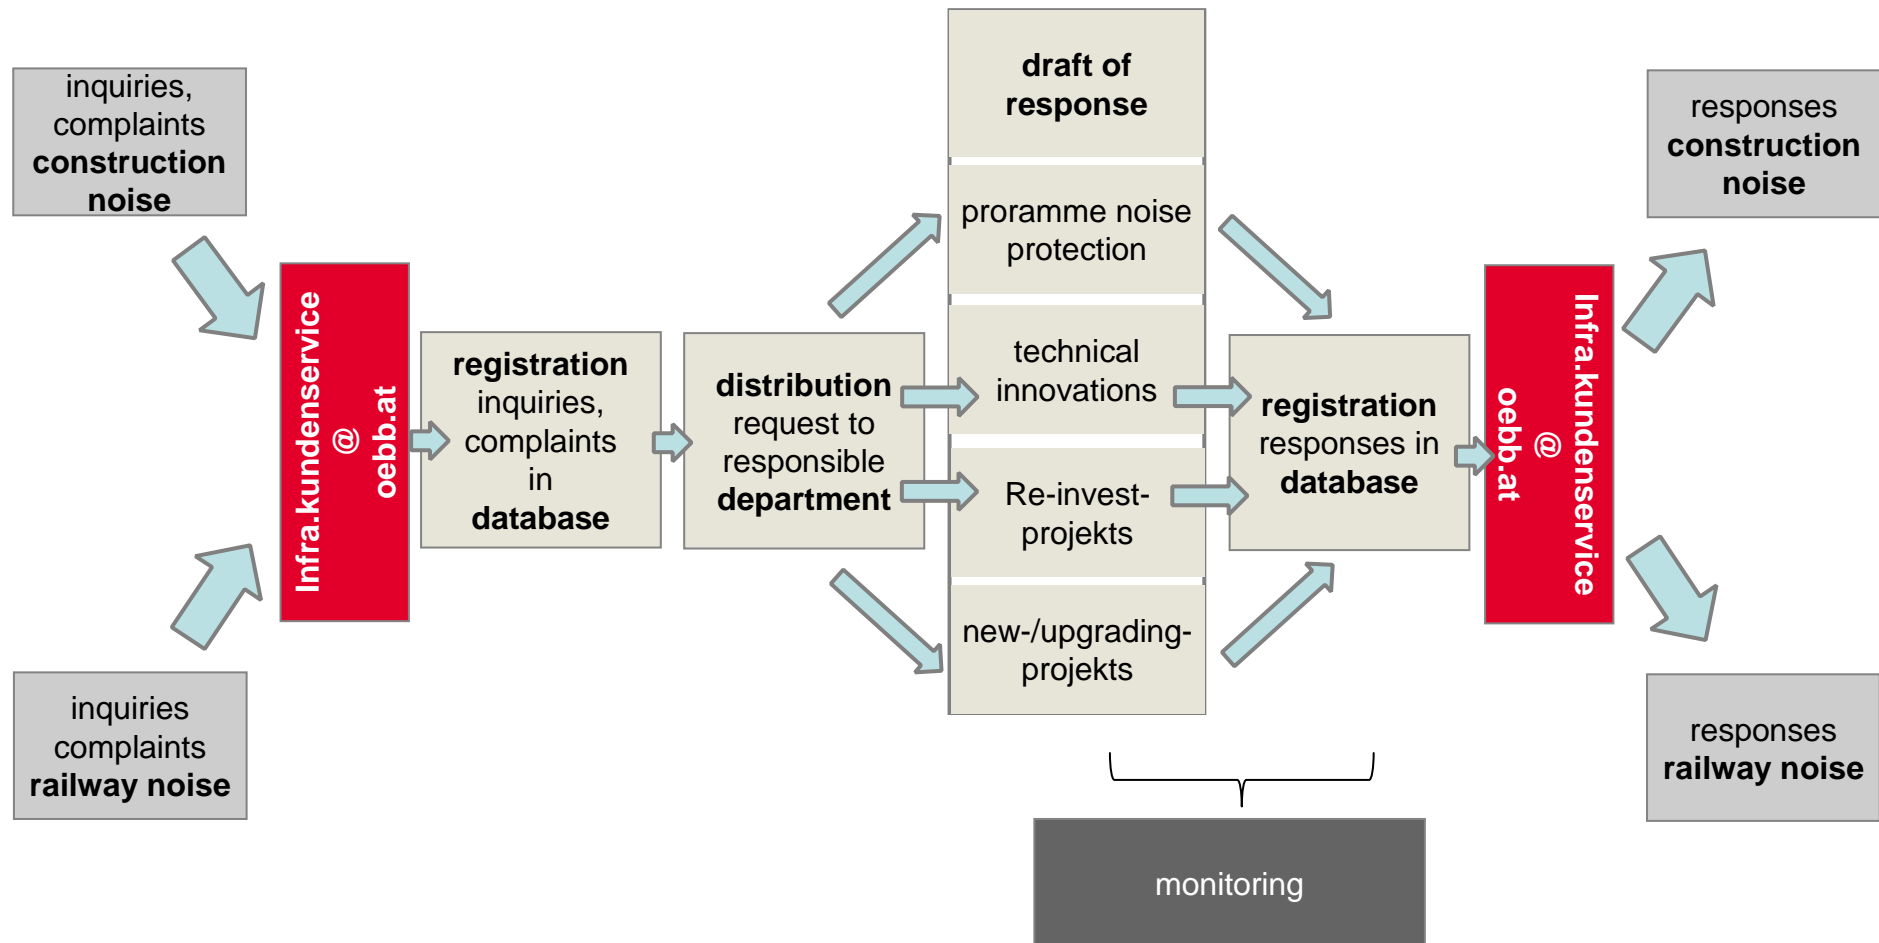 inquiries,
complaints
construction
noise
inquiries
complaints
railway noise
Infra.kundenservice
@
oebb.at
registration
inquiries,
complaints
in
database
distribution
request to
responsible
department
draft of
response
proramme noise
protection
technical
innovations
Re-invest-
projekts
new-/upgrading-
projekts
registration
responses in
database
Infra.kundenservice
@
oebb.at
responses
construction
noise
responses
railway noise
monitoring